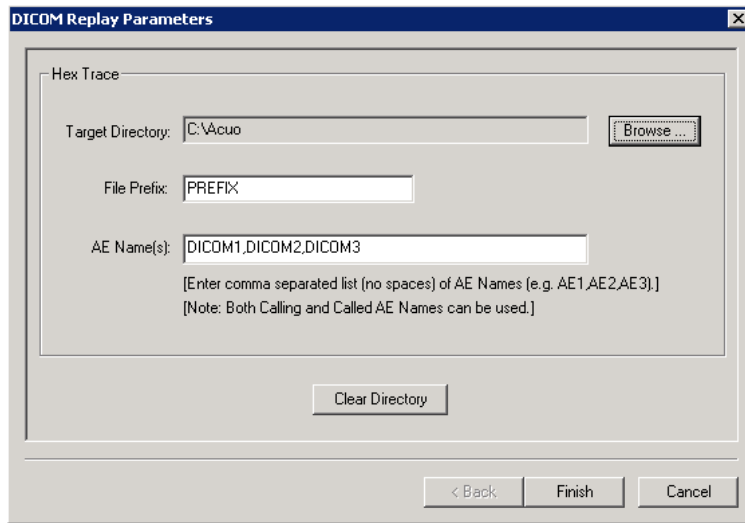 DICOM Replay Parameters
Hex Trace
Target Directory: C:\Acuo Browse ...
File Prefix: PREFIX
AE Name(s): DICOM1,DICOM2,DICOM3
[Enter comma separated list (no spaces) of AE Names (e.g. AE1,AE2,AE3).]
[Note: Both Calling and Called AE Names can be used.]
Clear Directory
< Back Finish Cancel